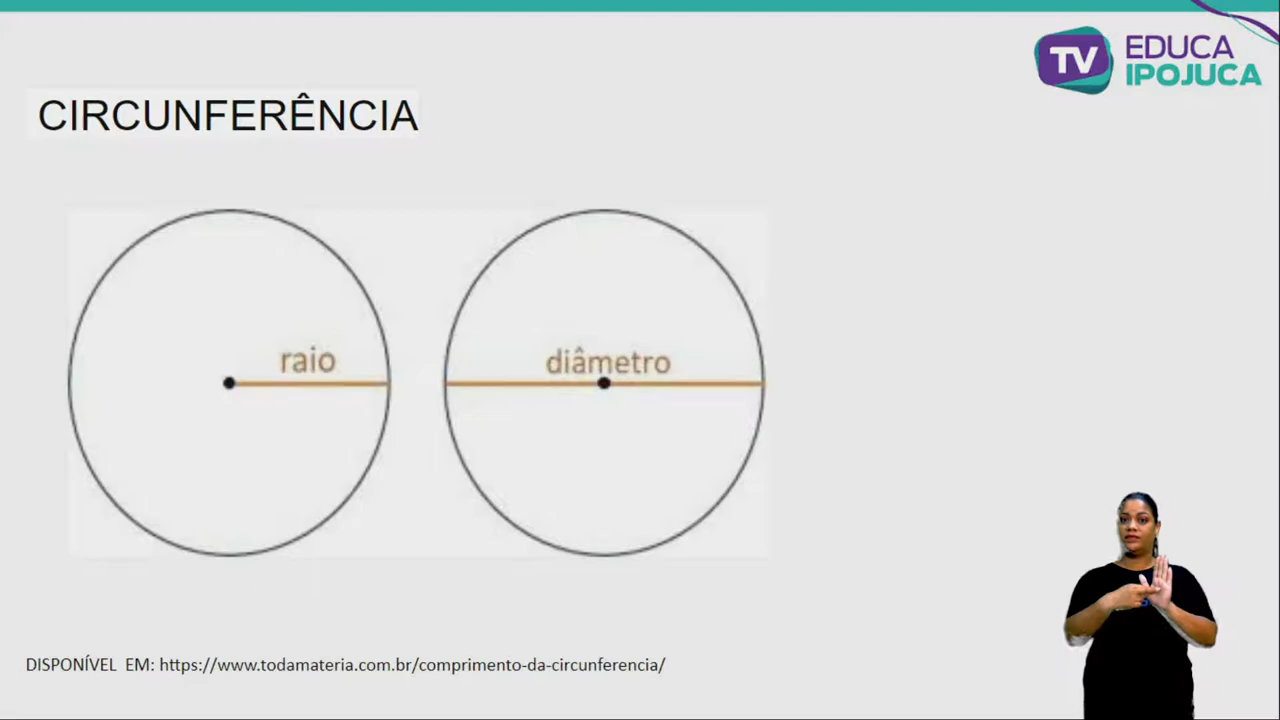 TV EDUCA
IPOJUCA
CIRCUNFERÊNCIA
raio
diâmetro
DISPONÍVEL EM: https://www.todamateria.com.br/comprimento-da-circunferencia/